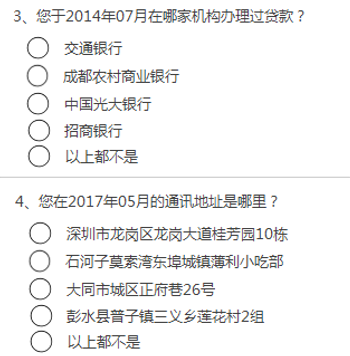 3、您于2014年07月在哪家机构办理过贷款？
交通银行
成都农村商业银行
中国光大银行
招商银行
以上都不是
4、您在2017年05月的通讯地址是哪里？
深圳市龙岗区龙岗大道桂芳园10栋
石河子莫索湾东埠城镇薄利小吃部
大同市城区正府巷26号
彭水县普子镇三义乡莲花村2组
以上都不是